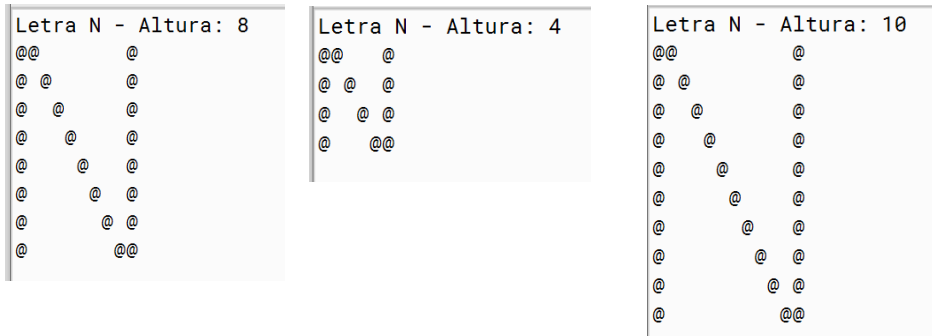 Letra N - Altura: 8
@@       @
@ @      @
@  @     @
@   @    @
@    @   @
@     @  @
@      @ @
@       @@
Letra N - Altura: 4
@@   @
@ @  @
@  @ @
@   @@
Letra N - Altura: 10
@@         @
@ @        @
@  @       @
@   @      @
@    @     @
@     @    @
@      @   @
@       @  @
@        @ @
@         @@